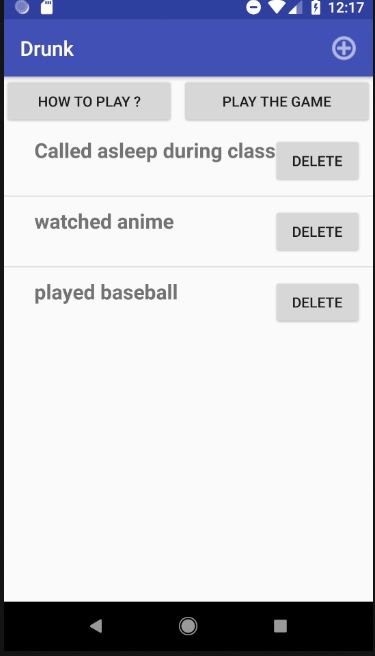 12:17
Drunk
HOW TO PLAY ? PLAY THE GAME
Called asleep during class DELETE
watched anime DELETE
played baseball DELETE